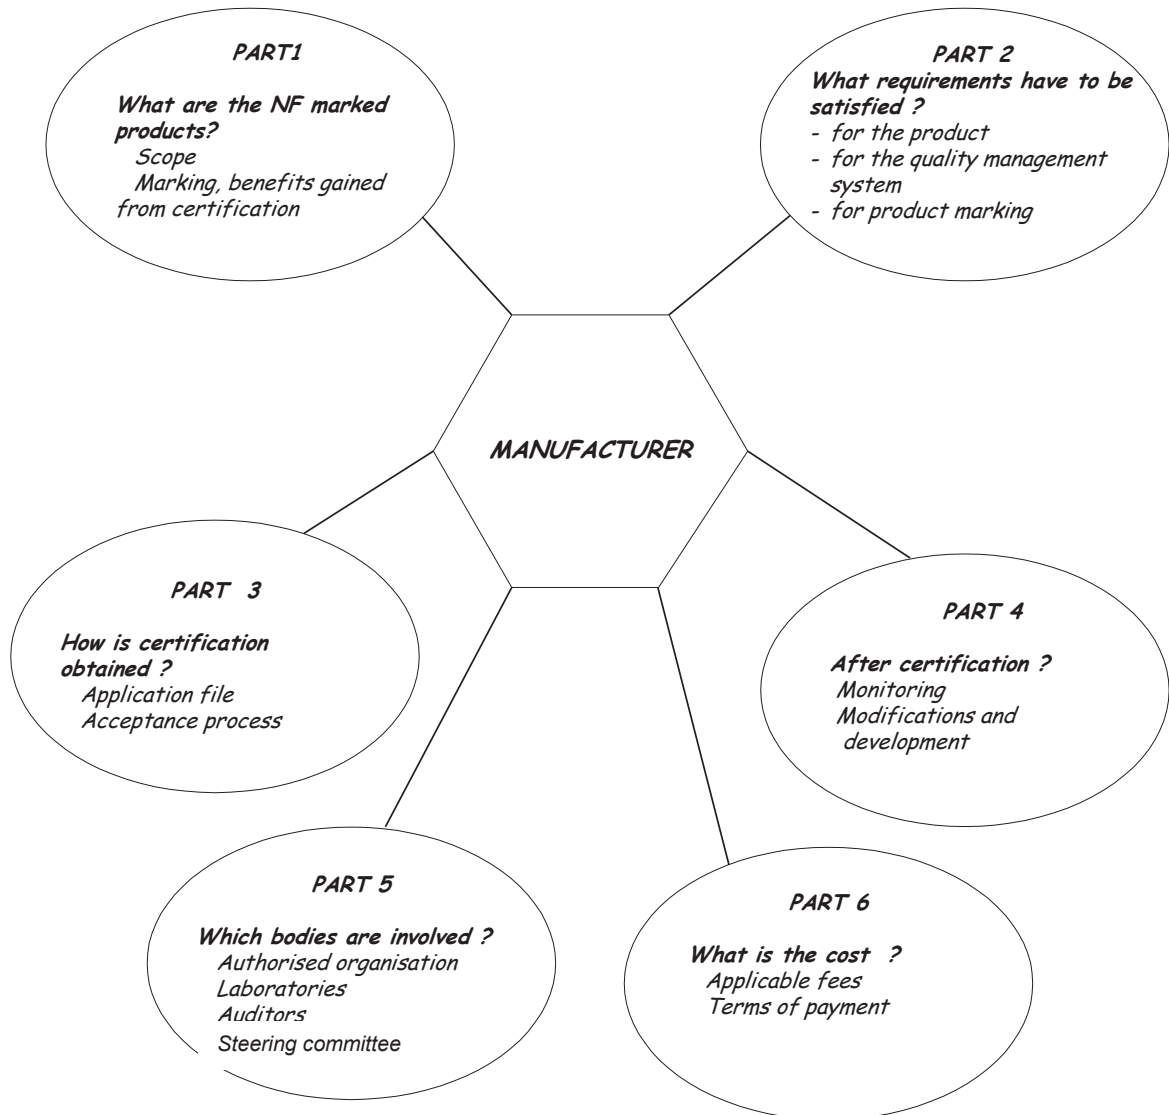 PART1
What are the NF marked
products?
Scope
Marking, benefits gained
from certification
PART 2
What requirements have to be
satisfied ?
- for the product
- for the quality management
system
- for product marking
MANUFACTURER
PART 3
How is certification
obtained ?
Application file
Acceptance process
PART 4
After certification ?
Monitoring
Modifications and
development
PART 5
Which bodies are involved ?
Authorised organisation
Laboratories
Auditors
Steering committee
PART 6
What is the cost ?
Applicable fees
Terms of payment